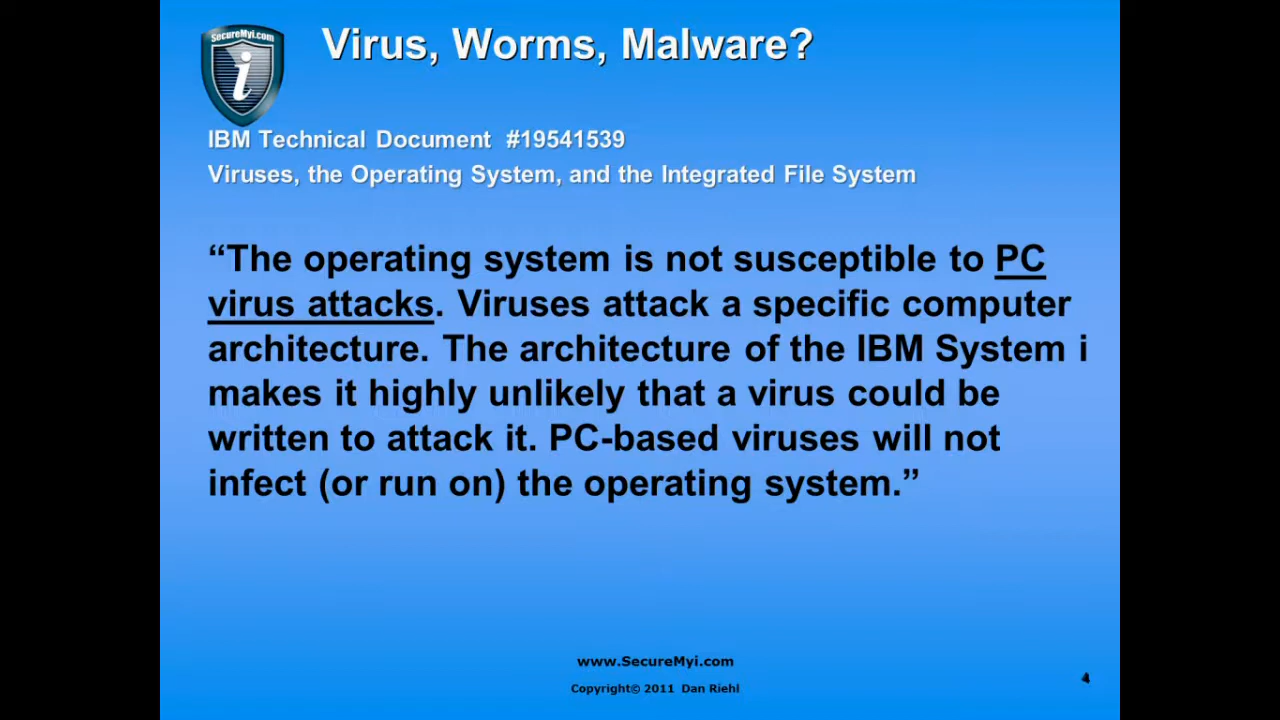 SecureMyi.com
i
Virus, Worms, Malware?
IBM Technical Document #19541539
Viruses, the Operating System, and the Integrated File System
“The operating system is not susceptible to PC
virus attacks. Viruses attack a specific computer
architecture. The architecture of the IBM System i
makes it highly unlikely that a virus could be
written to attack it. PC-based viruses will not
infect (or run on) the operating system.”
www.SecureMyi.com
Copyright© 2011 Dan Riehl
4